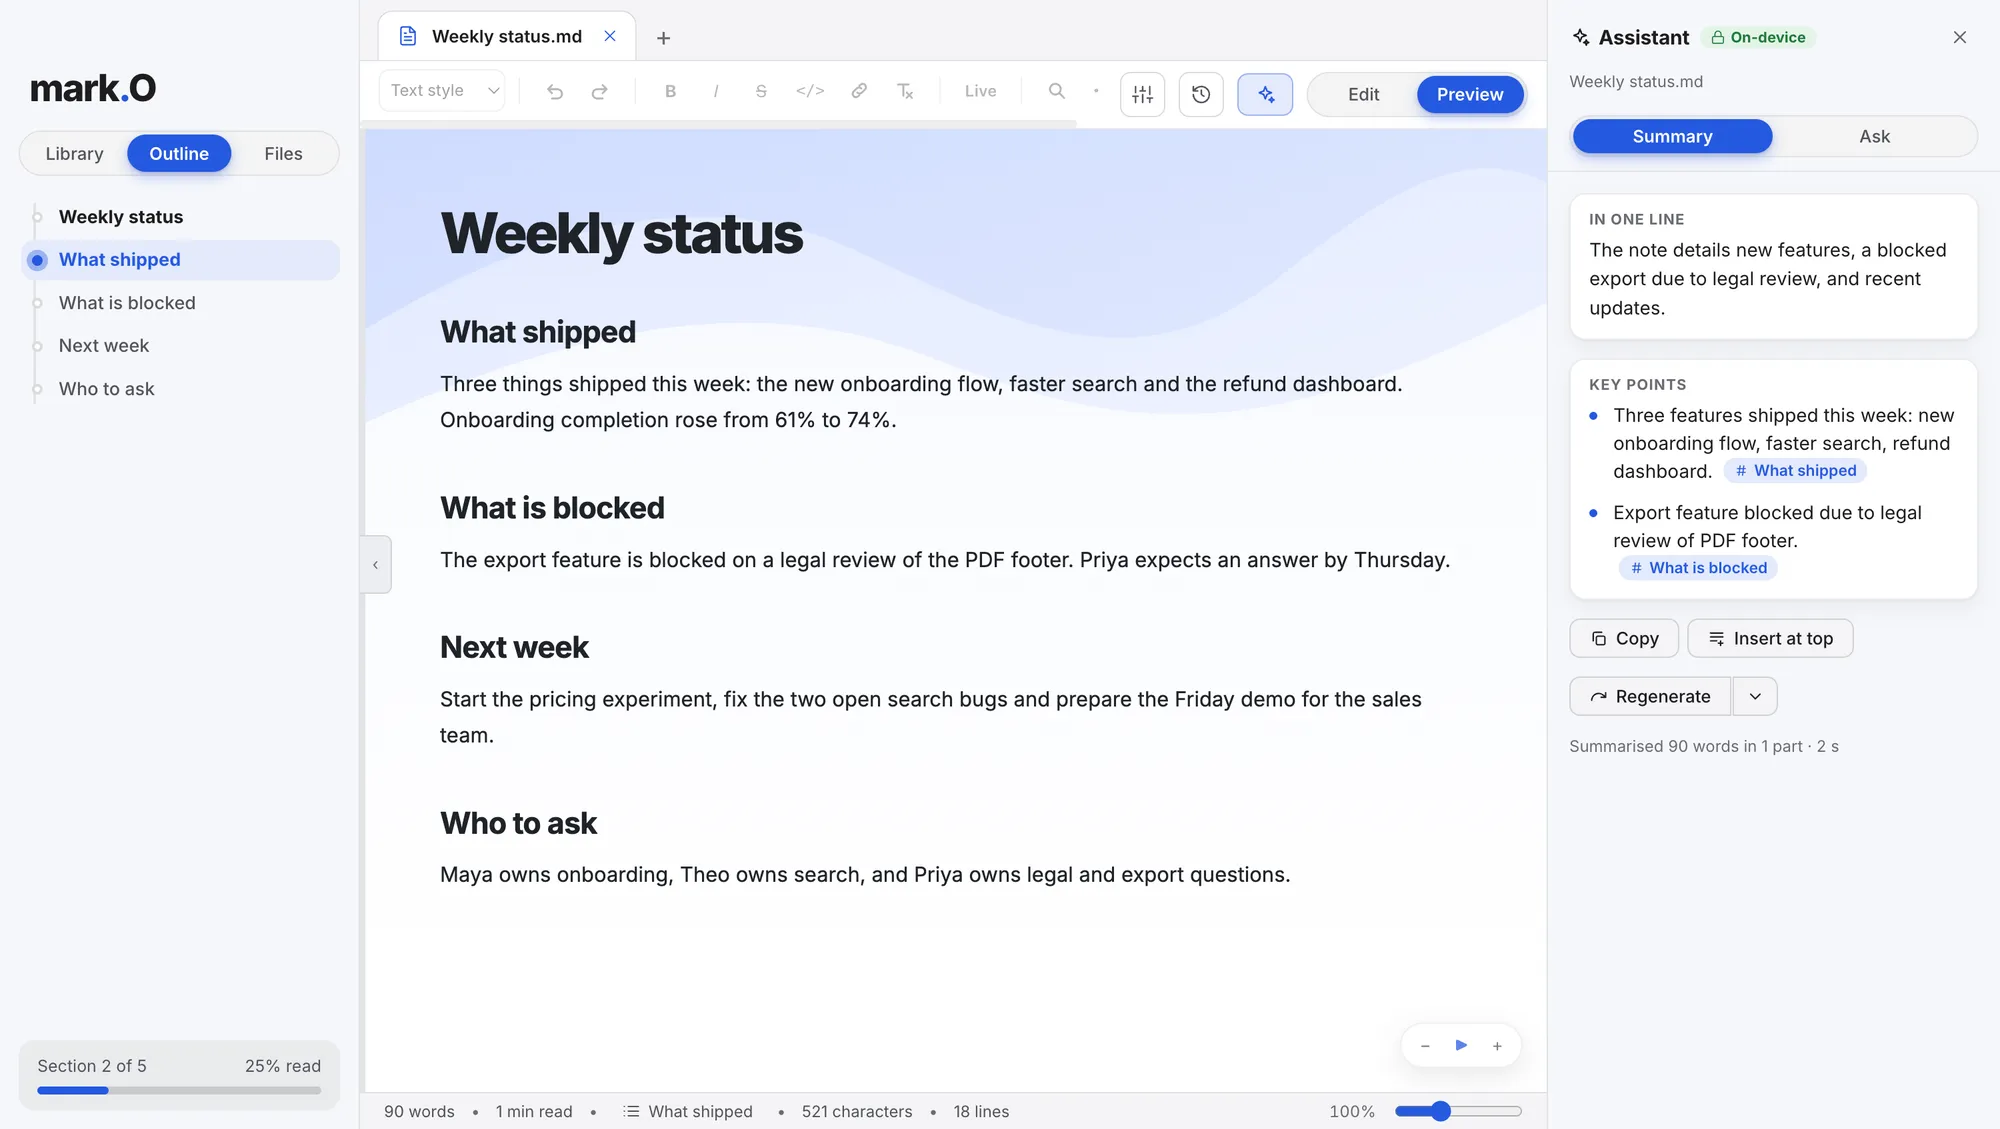 mark.O
Library
Outline
Files
Weekly status
What shipped
What is blocked
Next week
Who to ask
Section 2 of 5
25% read
Weekly status.md
Text style
B
I
S
</>
Tx
Live
Edit
Preview
Weekly status
What shipped
Three things shipped this week: the new onboarding flow, faster search and the refund dashboard.
Onboarding completion rose from 61% to 74%.
What is blocked
The export feature is blocked on a legal review of the PDF footer. Priya expects an answer by Thursday.
Next week
Start the pricing experiment, fix the two open search bugs and prepare the Friday demo for the sales
team.
Who to ask
Maya owns onboarding, Theo owns search, and Priya owns legal and export questions.
90 words • 1 min read • What shipped • 521 characters • 18 lines
100%
Assistant
On-device
Weekly status.md
Summary
Ask
IN ONE LINE
The note details new features, a blocked
export due to legal review, and recent
updates.
KEY POINTS
Three features shipped this week: new
onboarding flow, faster search, refund
dashboard. # What shipped
Export feature blocked due to legal
review of PDF footer.
# What is blocked
Copy
Insert at top
Regenerate
Summarised 90 words in 1 part · 2 s